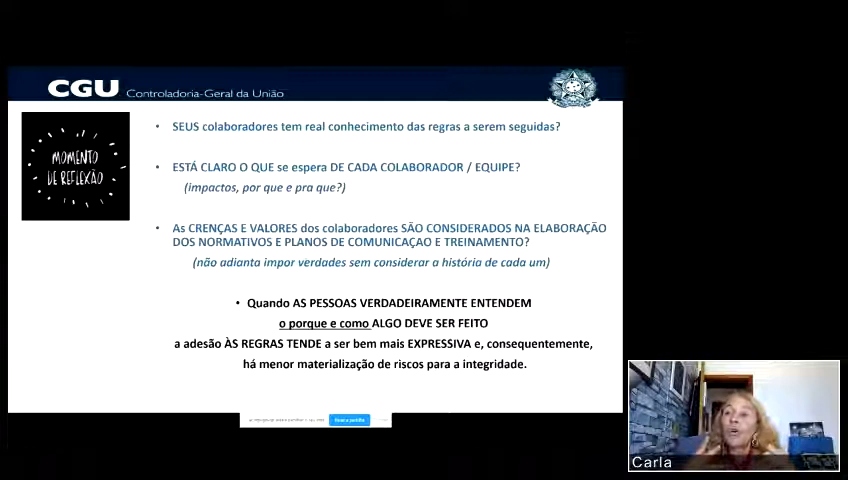 CGU Controladoria-Geral da União
MOMENTO
DE REFLEXÃO
• SEUS colaboradores tem real conhecimento das regras a serem seguidas?
• ESTÁ CLARO O QUE se espera DE CADA COLABORADOR / EQUIPE?
(impactos, por que e pra que?)
• As CRENÇAS E VALORES dos colaboradores SÃO CONSIDERADOS NA ELABORAÇÃO
DOS NORMATIVOS E PLANOS DE COMUNICAÇAO E TREINAMENTO?
(não adianta impor verdades sem considerar a história de cada um)
• Quando AS PESSOAS VERDADEIRAMENTE ENTENDEM
o porque e como ALGO DEVE SER FEITO
a adesão ÀS REGRAS TENDE a ser bem mais EXPRESSIVA e, consequentemente,
há menor materialização de riscos para a integridade.
Carla